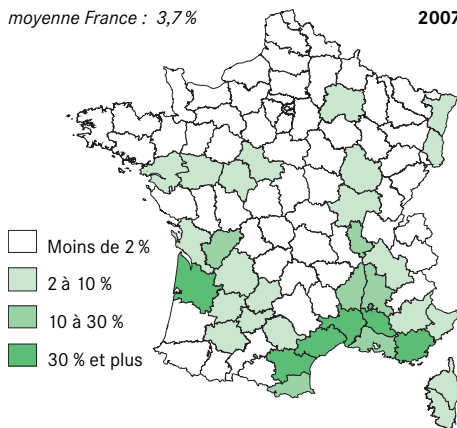 moyenne France : 3,7 %
2007
Moins de 2 %
2 à 10 %
10 à 30 %
30 % et plus